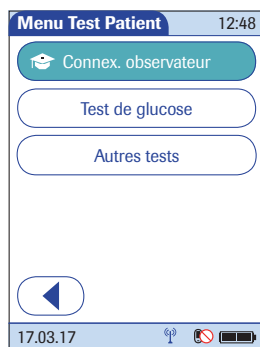 Menu Test Patient 12:48
Connex. observateur
Test de glucose
Autres tests
17.03.17